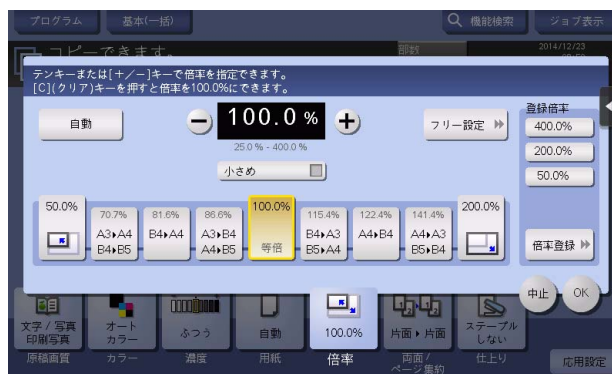 プログラム
基本(一括)
機能検索
ジョブ表示
コピーできます。
部数
2014/12/23
テンキーまたは[+/−]キーで倍率を指定できます。
[C](クリア)キーを押すと倍率を100.0%にできます。
自動
100.0 %
25.0 % - 400.0 %
小さめ
フリー設定
登録倍率
400.0%
200.0%
50.0%
倍率登録
50.0%
70.7%
A3▸A4
B4▸B5
81.6%
B4▸A4
86.6%
A3▸B4
A4▸B5
100.0%
等倍
115.4%
B4▸A3
B5▸A4
122.4%
A4▸B4
141.4%
A4▸A3
B5▸B4
200.0%
中止
OK
文字 / 写真
印刷写真
原稿画質
オート
カラー
カラー
ふつう
濃度
自動
用紙
100.0%
倍率
片面 ▸ 片面
両面 /
ページ集約
ステープル
しない
仕上り
応用設定